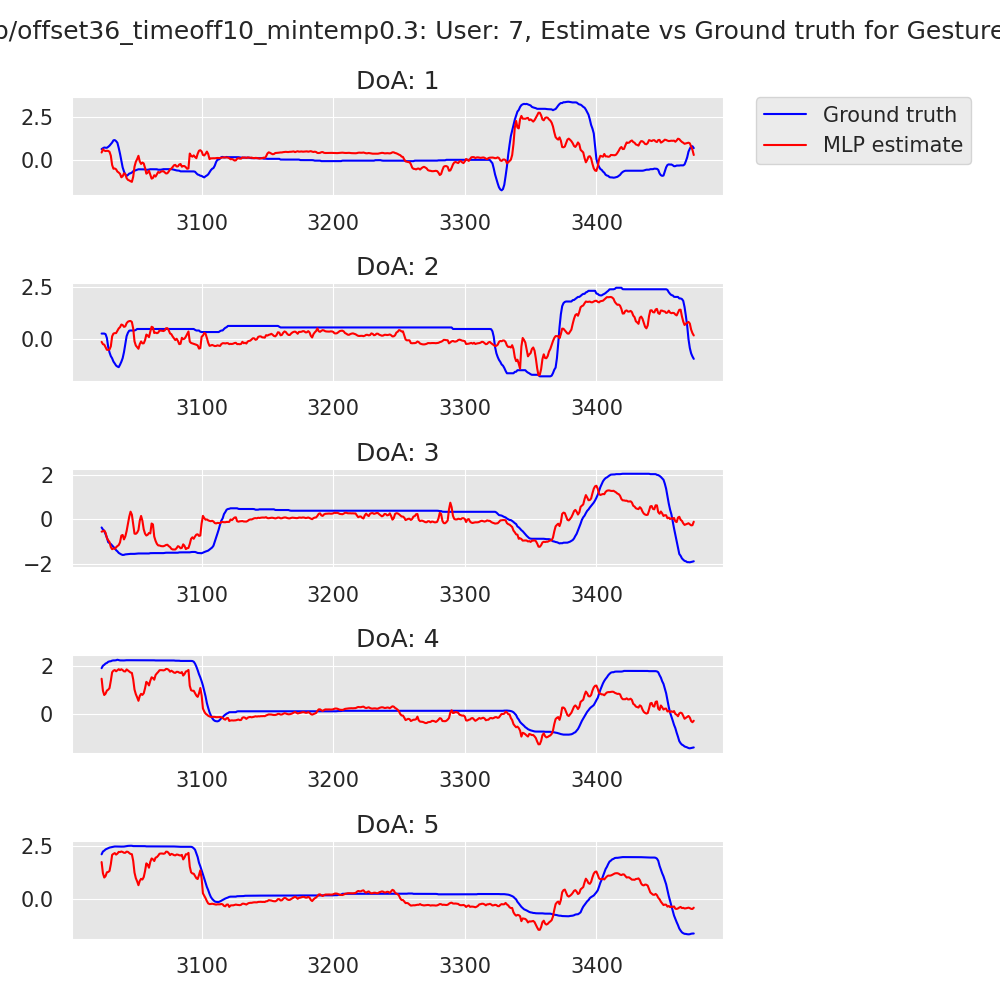 offset36_timeoff10_mintemp0.3: User: 7, Estimate vs Ground truth for Gesture
DoA: 1
2.5
0.0
3100 3200 3300 3400
Ground truth
MLP estimate
DoA: 2
2.5
0.0
3100 3200 3300 3400
DoA: 3
2
0
−2
3100 3200 3300 3400
DoA: 4
2
0
3100 3200 3300 3400
DoA: 5
2.5
0.0
3100 3200 3300 3400